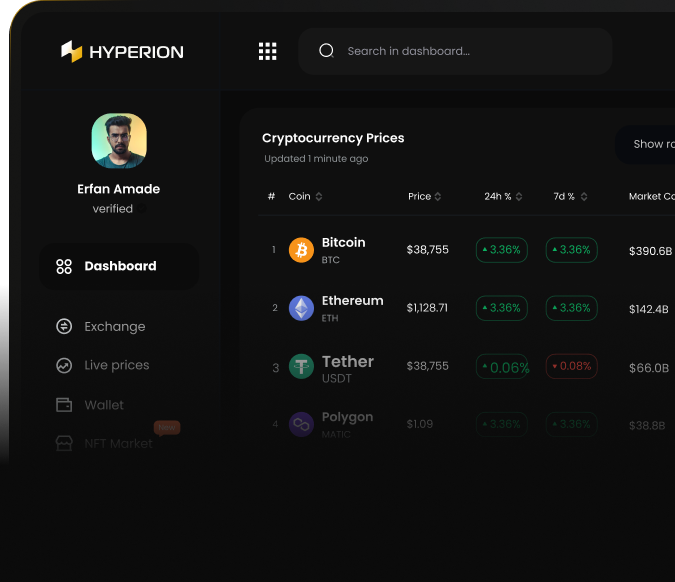 HYPERION
Search in dashboard...
Erfan Amade
verified
Dashboard
Exchange
Live prices
Wallet
New
NFT Market
Cryptocurrency Prices
Updated 1 minute ago
Show ro
# Coin Price 24h % 7d % Market Ca
1 Bitcoin $38,755 3.36% 3.36% $390.6B
BTC
2 Ethereum $1,128.71 3.36% 3.36% $142.4B
ETH
3 Tether $38,755 0.06% 0.08% $66.0B
USDT
4 Polygon $1.09 3.36% 3.36% $38.8B
MATIC